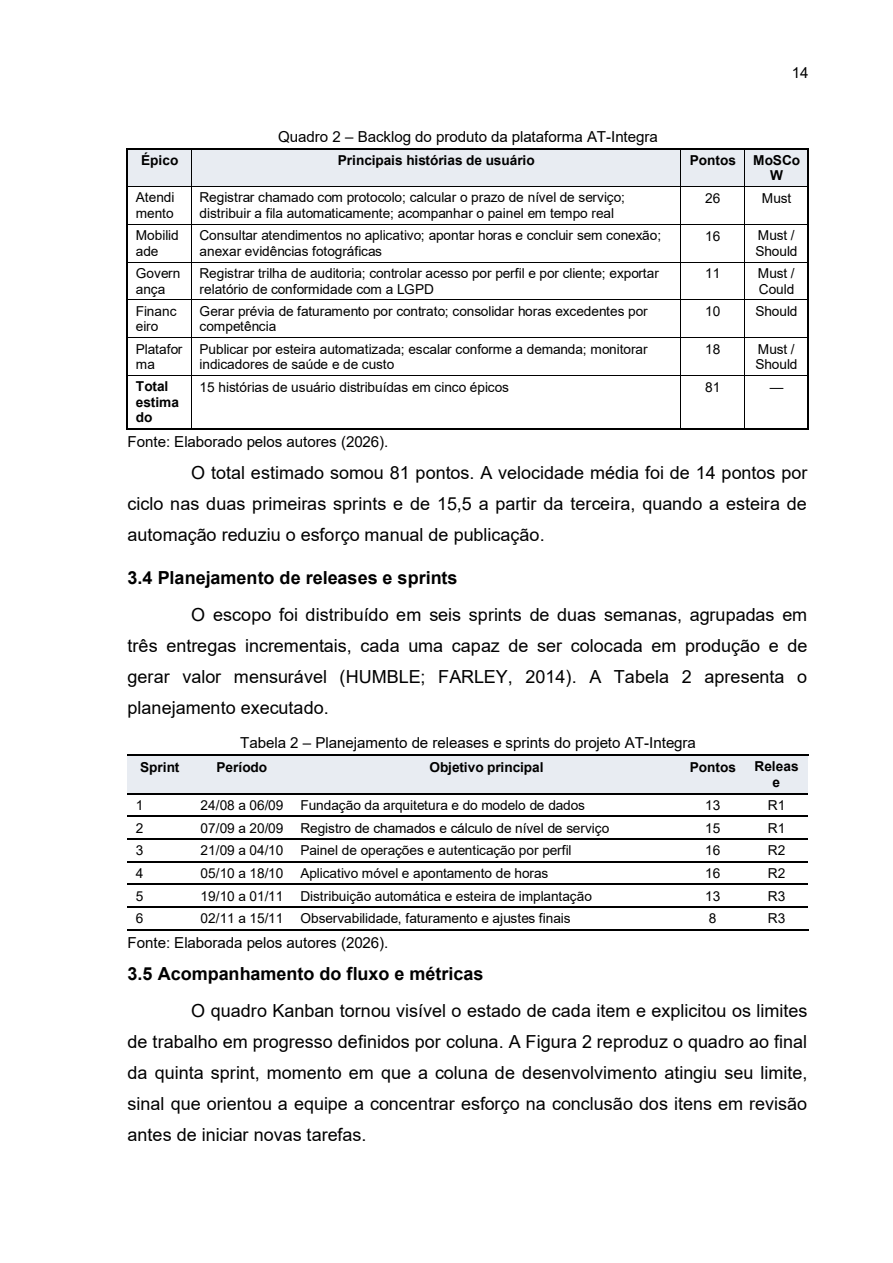 14
Quadro 2 – Backlog do produto da plataforma AT-Integra
Épico Principais histórias de usuário Pontos MoSCo
W
Atendi Registrar chamado com protocolo; calcular o prazo de nível de serviço; 26 Must
mento distribuir a fila automaticamente; acompanhar o painel em tempo real
Mobilid Consultar atendimentos no aplicativo; apontar horas e concluir sem conexão; 16 Must /
ade anexar evidências fotográficas Should
Govern Registrar trilha de auditoria; controlar acesso por perfil e por cliente; exportar 11 Must /
ança relatório de conformidade com a LGPD Could
Financ Gerar prévia de faturamento por contrato; consolidar horas excedentes por 10 Should
eiro competência
Platafor Publicar por esteira automatizada; escalar conforme a demanda; monitorar 18 Must /
ma indicadores de saúde e de custo Should
Total 15 histórias de usuário distribuídas em cinco épicos 81 —
estima
do
Fonte: Elaborado pelos autores (2026).
O total estimado somou 81 pontos. A velocidade média foi de 14 pontos por
ciclo nas duas primeiras sprints e de 15,5 a partir da terceira, quando a esteira de
automação reduziu o esforço manual de publicação.
3.4 Planejamento de releases e sprints
O escopo foi distribuído em seis sprints de duas semanas, agrupadas em
três entregas incrementais, cada uma capaz de ser colocada em produção e de
gerar valor mensurável (HUMBLE; FARLEY, 2014). A Tabela 2 apresenta o
planejamento executado.
Tabela 2 – Planejamento de releases e sprints do projeto AT-Integra
Sprint Período Objetivo principal Pontos Releas
e
1 24/08 a 06/09 Fundação da arquitetura e do modelo de dados 13 R1
2 07/09 a 20/09 Registro de chamados e cálculo de nível de serviço 15 R1
3 21/09 a 04/10 Painel de operações e autenticação por perfil 16 R2
4 05/10 a 18/10 Aplicativo móvel e apontamento de horas 16 R2
5 19/10 a 01/11 Distribuição automática e esteira de implantação 13 R3
6 02/11 a 15/11 Observabilidade, faturamento e ajustes finais 8 R3
Fonte: Elaborada pelos autores (2026).
3.5 Acompanhamento do fluxo e métricas
O quadro Kanban tornou visível o estado de cada item e explicitou os limites
de trabalho em progresso definidos por coluna. A Figura 2 reproduz o quadro ao final
da quinta sprint, momento em que a coluna de desenvolvimento atingiu seu limite,
sinal que orientou a equipe a concentrar esforço na conclusão dos itens em revisão
antes de iniciar novas tarefas.